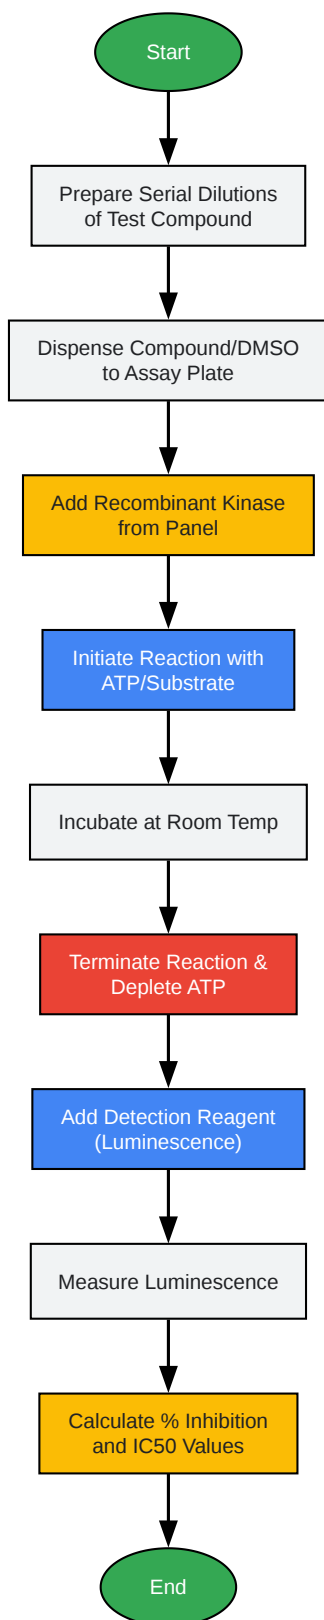 Start
Prepare Serial Dilutions
of Test Compound
Dispense Compound/DMSO
to Assay Plate
Add Recombinant Kinase
from Panel
Initiate Reaction with
ATP/Substrate
Incubate at Room Temp
Terminate Reaction &
Deplete ATP
Add Detection Reagent
(Luminescence)
Measure Luminescence
Calculate % Inhibition
and IC50 Values
End